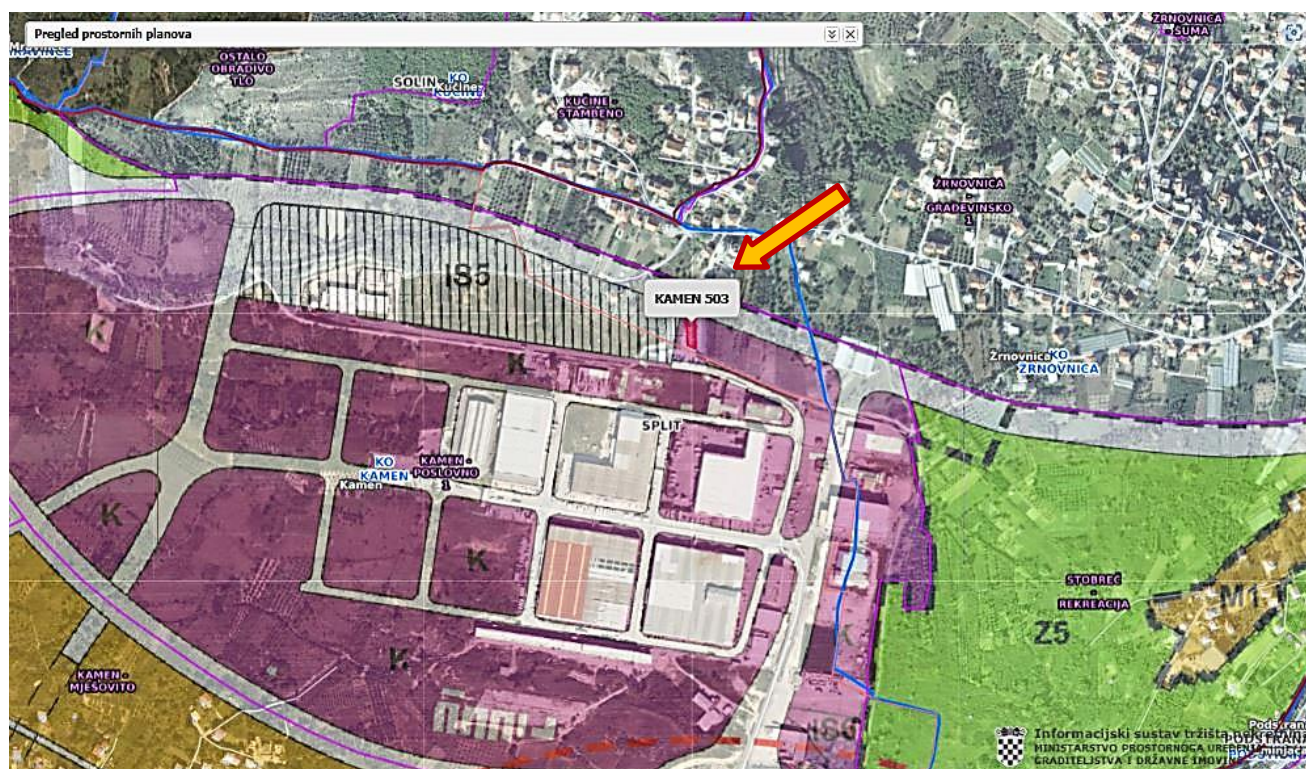 Pregled prostornih planova
ŽRNOVNICA
- ŠUMA
OSTALO
OBRADIVO
TLO
SOLIN
KO
Kučine
KUČINE -
STAMBENO
ŽRNOVNICA
-
GRAĐEVINSKO
1
IS5
KAMEN 503
K
K
Žrnovnica
KO
ŽRNOVNICA
SPLIT
KO
KAMEN
Kamen
KAMEN -
POSLOVNO
1
K
K
K
K
STOBREČ
-
REKREACIJA
Z5
M1-1
KAMEN -
MJEŠOVITO
IS6
Informacijski sustav tržišta nekretnina
MINISTARSTVO PROSTORNOGA UREĐENJA
GRADITELJSTVA I DRŽAVNE IMOVINE